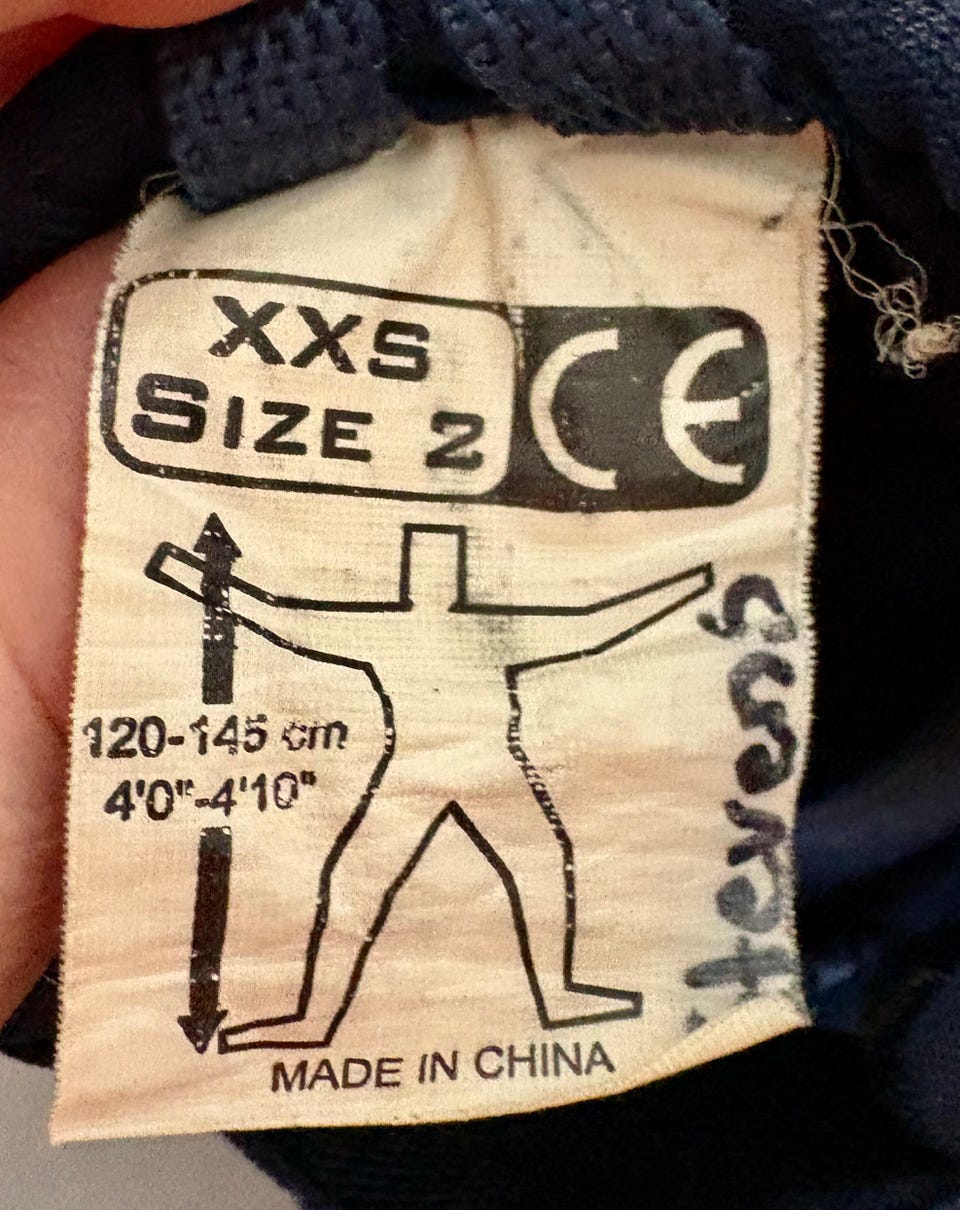 XXS
SIZE 2
CE
120-145 cm
4'0"-4'10"
MADE IN CHINA